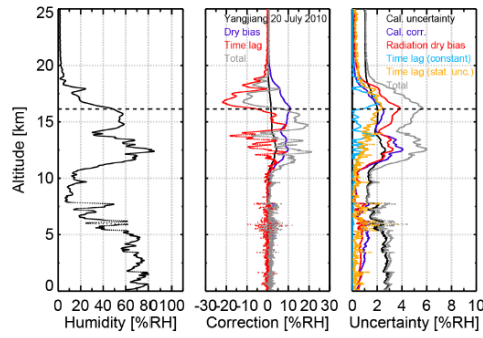 Yangjiang 20 July 2010
Dry bias
Time lag
Total
Cal. uncertainty
Cal. corr.
Radiation dry bias
Time lag (constant)
Time lag (stat. unc.)
Total
Altitude [km]
25
20
15
10
5
0
0 20 40 60 80 100
-30 -20 -10 0 10 20 30
0 2 4 6 8 10
Humidity [%RH]
Correction [%RH]
Uncertainty [%RH]